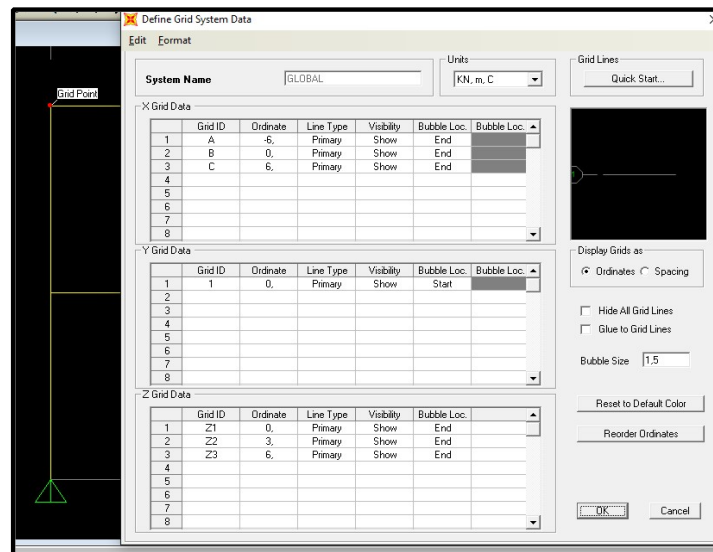 Define Grid System Data
Edit Format
System Name GLOBAL
Units
KN, m, C
Grid Lines
Quick Start...
Grid Point
X Grid Data
Grid ID Ordinate Line Type Visibility Bubble Loc. Bubble Loc.
1 A -6, Primary Show End
2 B 0, Primary Show End
3 C 6, Primary Show End
4
5
6
7
8
Y Grid Data
Grid ID Ordinate Line Type Visibility Bubble Loc. Bubble Loc.
1 1 0, Primary Show Start
2
3
4
5
6
7
8
Display Grids as
Ordinates Spacing
Hide All Grid Lines
Glue to Grid Lines
Bubble Size 1,5
Z Grid Data
Grid ID Ordinate Line Type Visibility Bubble Loc.
1 Z1 0, Primary Show End
2 Z2 3, Primary Show End
3 Z3 6, Primary Show End
4
5
6
7
8
Reset to Default Color
Reorder Ordinates
OK Cancel